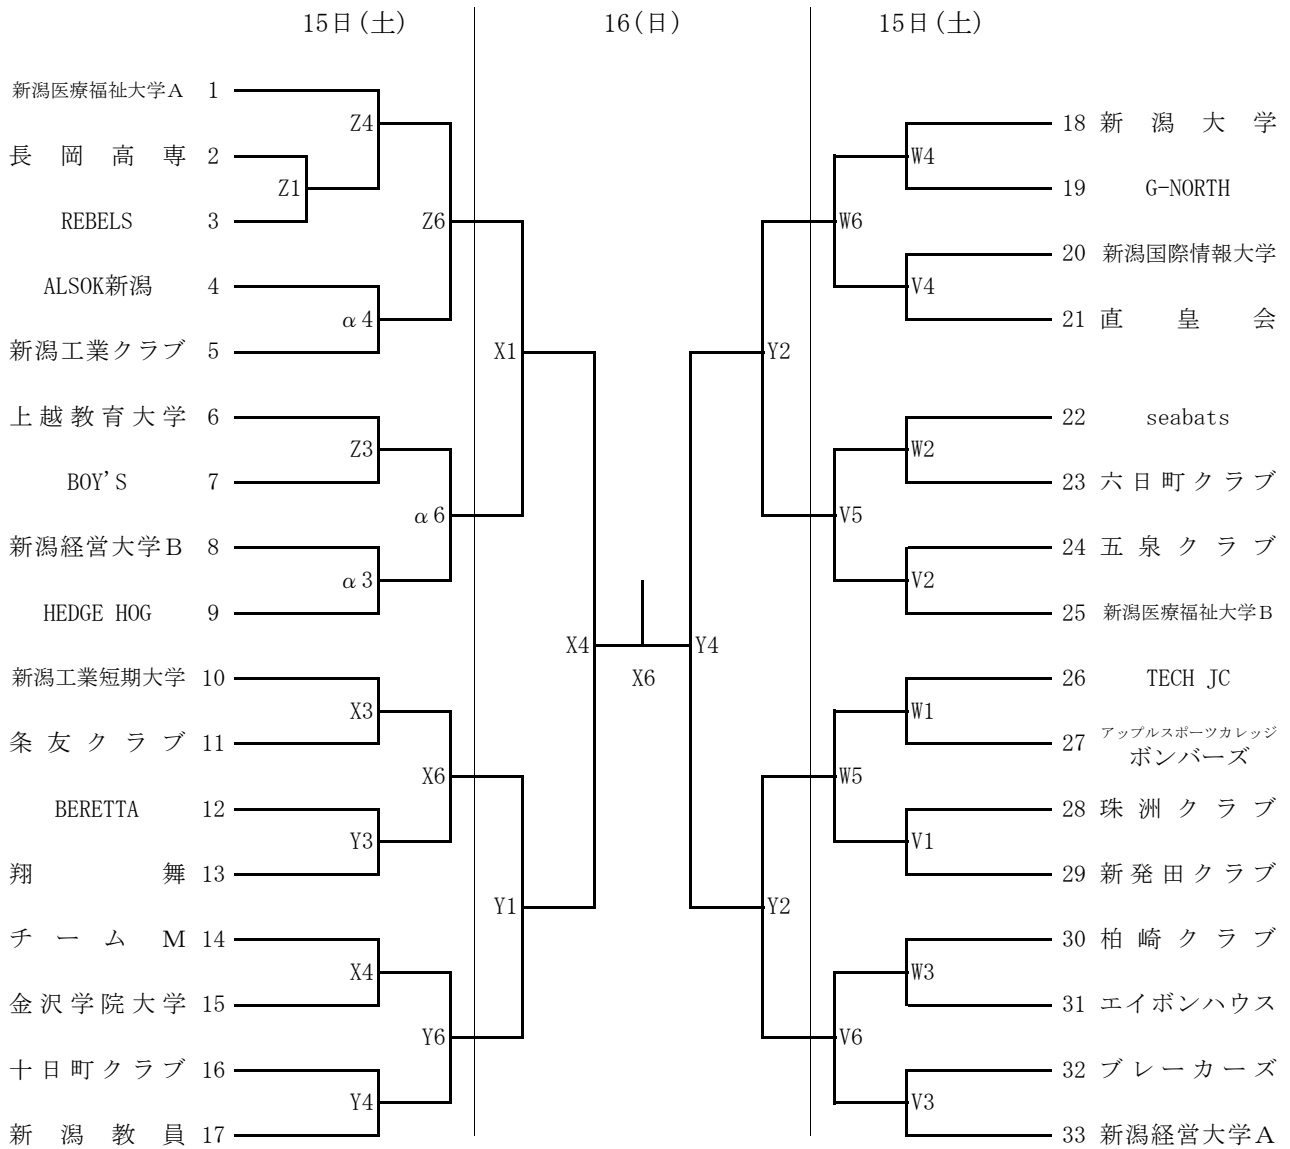 15日(土)
16(日)
15日(土)
新潟医療福祉大学A 1
長岡高専 2
REBELS 3
ALSOK新潟 4
新潟工業クラブ 5
上越教育大学 6
BOY'S 7
新潟経営大学B 8
HEDGE HOG 9
新潟工業短期大学 10
条友クラブ 11
BERETTA 12
翔舞 13
チームM 14
金沢学院大学 15
十日町クラブ 16
新潟教員 17
Z4
Z1
Z6
α4
X1
Z3
α6
α3
X4
X3
X6
Y3
Y1
X4
Y6
Y4
X6
Y4
Y2
Y2
W4
W6
V4
W2
V5
V2
W1
W5
V1
W3
V6
V3
18 新潟大学
19 G-NORTH
20 新潟国際情報大学
21 直皇会
22 seabats
23 六日町クラブ
24 五泉クラブ
25 新潟医療福祉大学B
26 TECH JC
27 アップルスポーツカレッジ
ボンバーズ
28 珠洲クラブ
29 新発田クラブ
30 柏崎クラブ
31 エイボンハウス
32 ブレーカーズ
33 新潟経営大学A